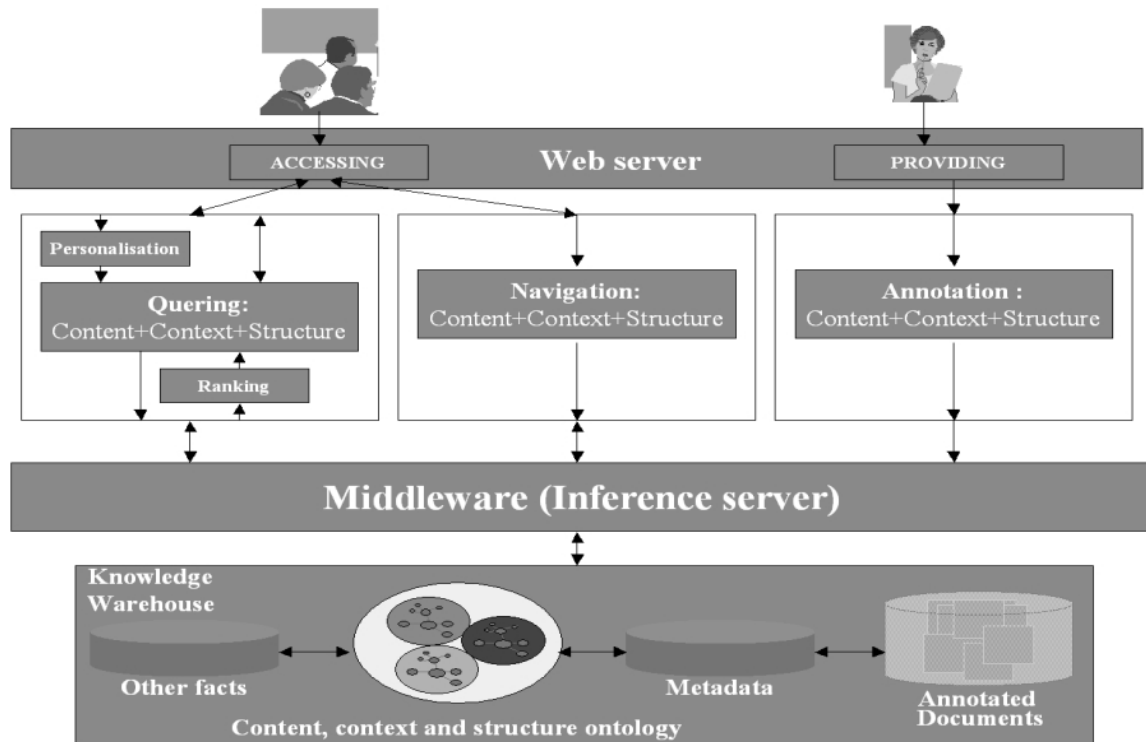 ACCESSING
Web server
PROVIDING
Personalisation
Quering:
Content+Context+Structure
Ranking
Navigation:
Content+Context+Structure
Annotation :
Content+Context+Structure
Middleware (Inference server)
Knowledge
Warehouse
Other facts
Content, context and structure ontology
Metadata
Annotated
Documents